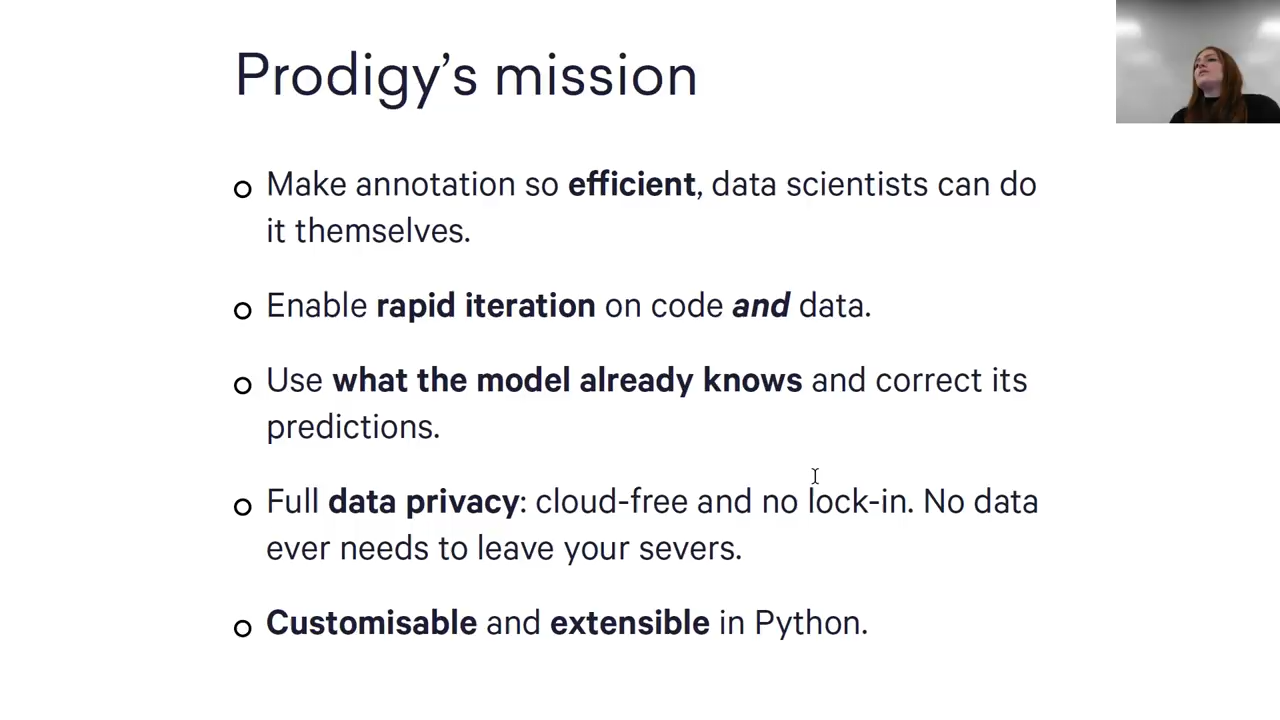 Prodigy’s mission
Make annotation so efficient, data scientists can do
it themselves.
Enable rapid iteration on code and data.
Use what the model already knows and correct its
predictions.
Full data privacy: cloud-free and no lock-in. No data
ever needs to leave your severs.
Customisable and extensible in Python.